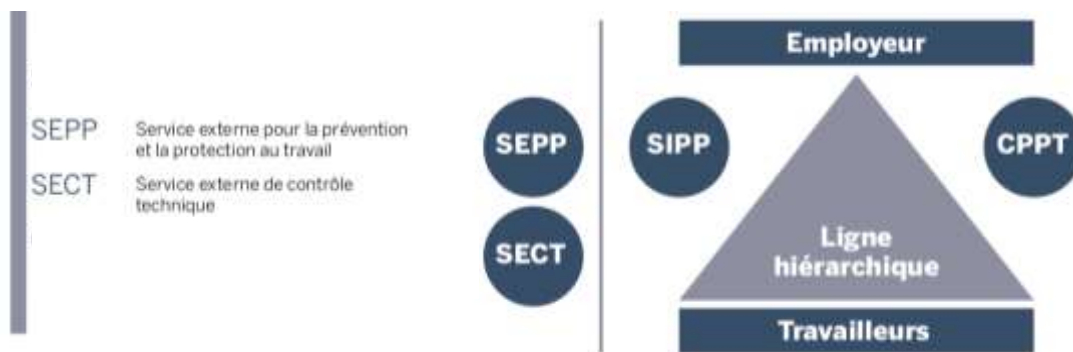 SEPP
Service externe pour la prévention
et la protection au travail
SECT
Service externe de contrôle
technique
SEPP
SECT
Employeur
SIPP
CPPT
Ligne
hiérarchique
Travailleurs